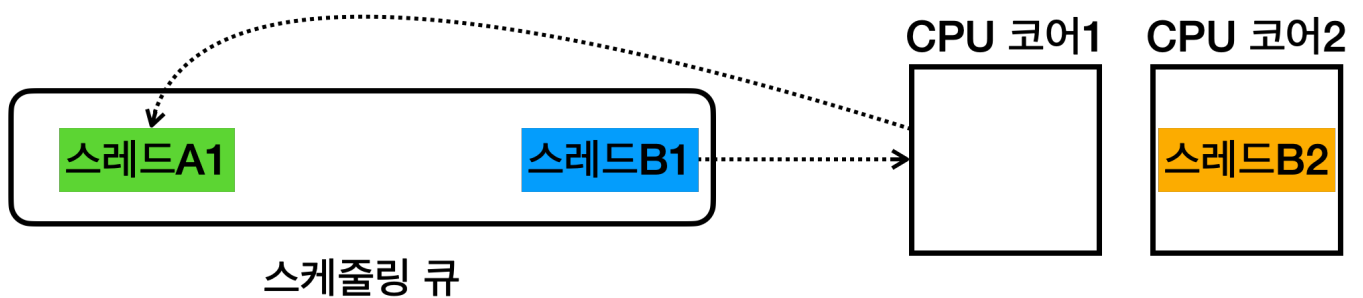 CPU 코어1
CPU 코어2
스레드A1
스레드B1
스레드B2
스케줄링 큐